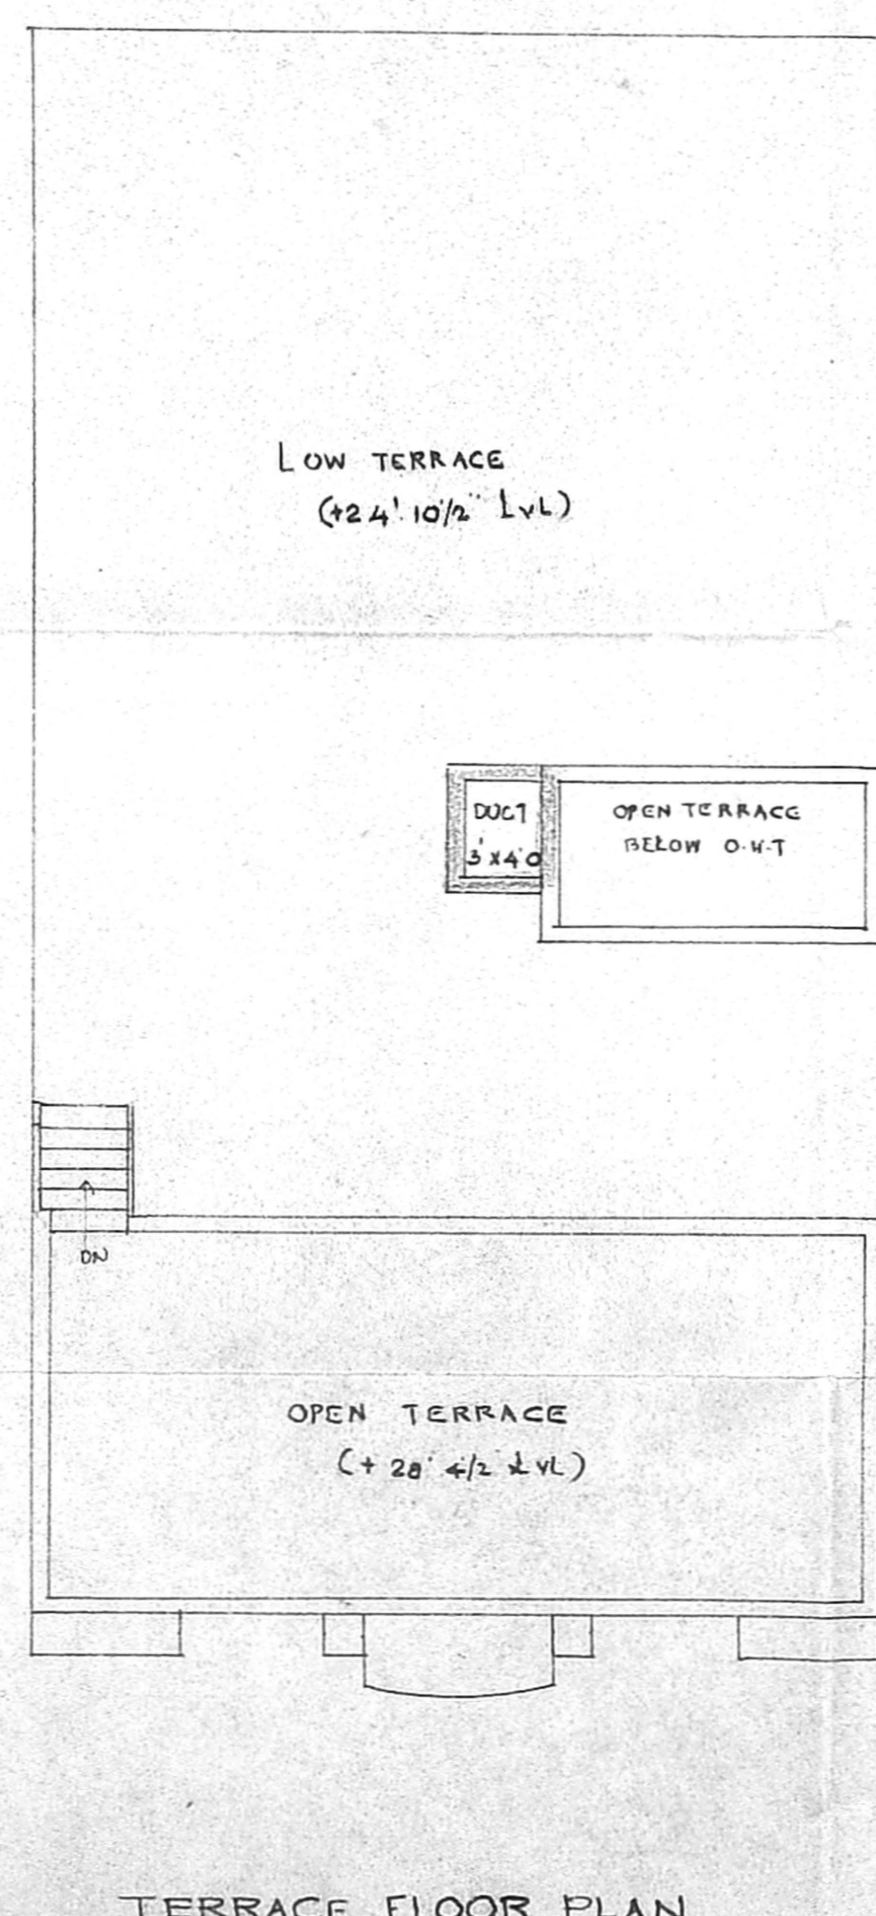 LOW TERRACE
(+24' 10½" LVL)
DUCT
3' X 4'0
OPEN TERRACE
BELOW O.H.T
DN
OPEN TERRACE
(+ 28' 4½" LVL)
TERRACE FLOOR PLAN